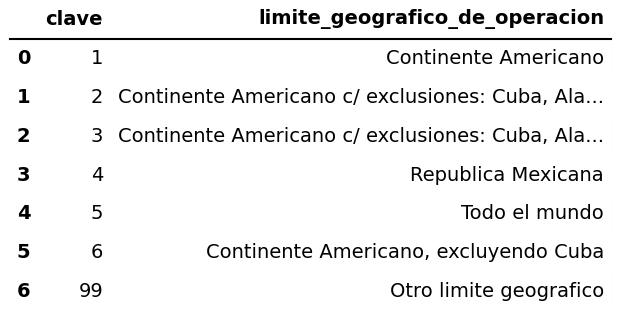 clave limite_geografico_de_operacion
0 1 Continente Americano
1 2 Continente Americano c/ exclusiones: Cuba, Ala...
2 3 Continente Americano c/ exclusiones: Cuba, Ala...
3 4 Republica Mexicana
4 5 Todo el mundo
5 6 Continente Americano, excluyendo Cuba
6 99 Otro limite geografico